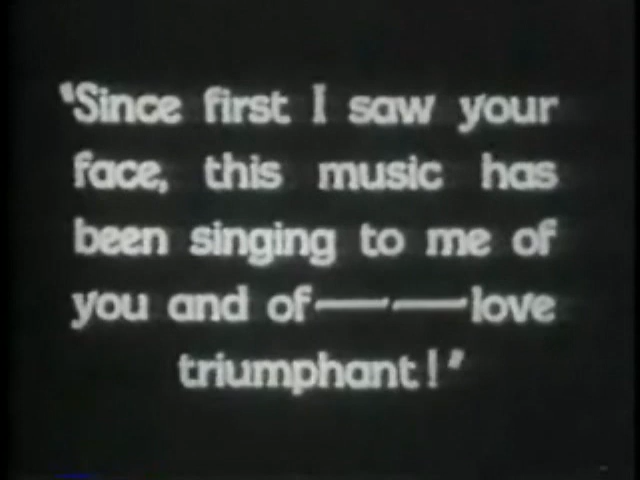 "Since first I saw your
face, this music has
been singing to me of
you and of — — love
triumphant!"